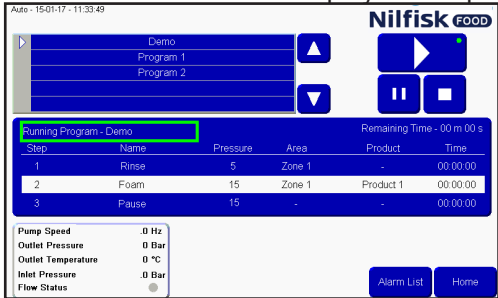 Auto - 15-01-17 - 11:33:49
Nilfisk FOOD
Demo
Program 1
Program 2
Running Program - Demo
Remaining Time - 00 m 00 s
Step Name Pressure Area Product Time
1 Rinse 5 Zone 1 - 00:00:00
2 Foam 15 Zone 1 Product 1 00:00:00
3 Pause 15 - - 00:00:00
Pump Speed .0 Hz
Outlet Pressure 0 Bar
Outlet Temperature 0 °C
Inlet Pressure .0 Bar
Flow Status
Alarm List Home